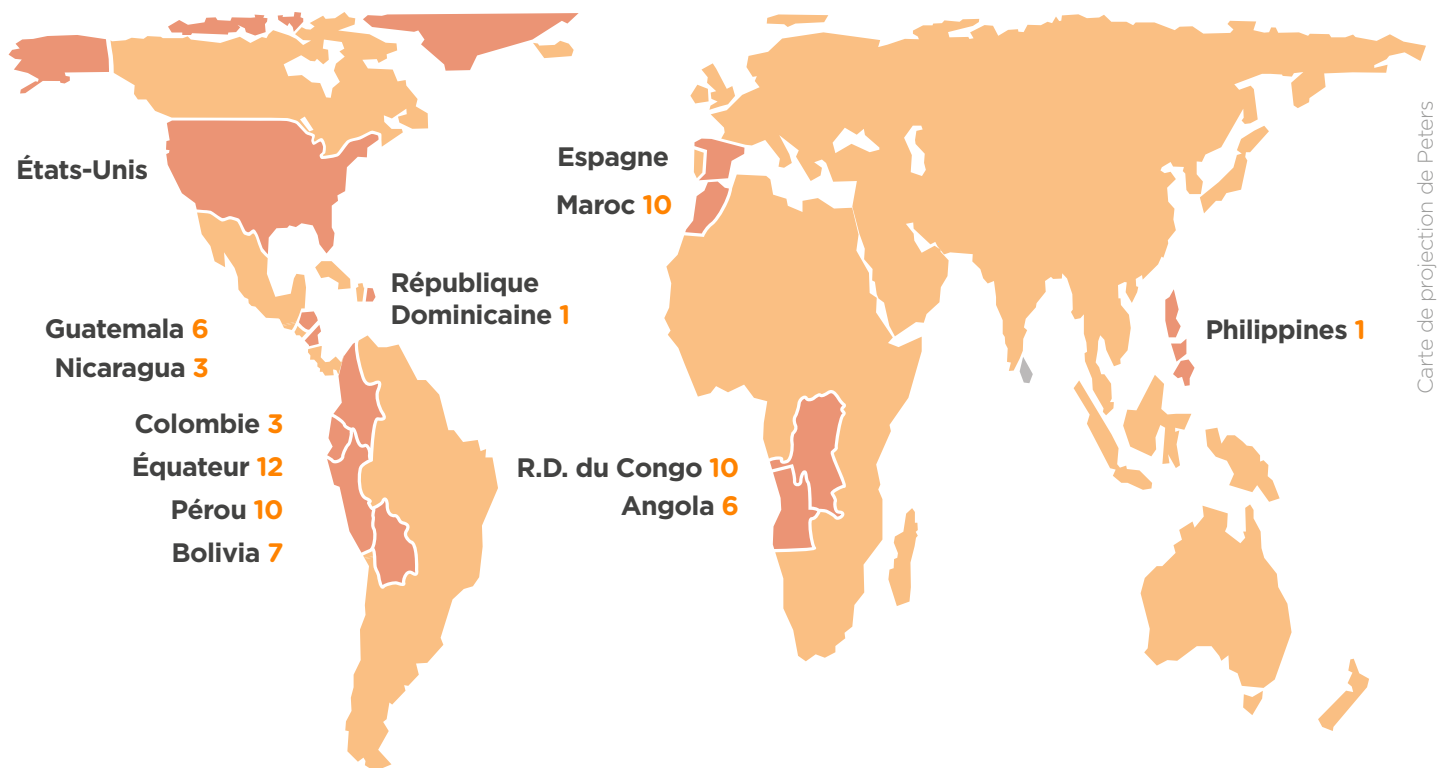 États-Unis
Espagne
Maroc 10
République
Dominicaine 1
Guatemala 6
Nicaragua 3
Philippines 1
Colombie 3
Équateur 12
Pérou 10
Bolivia 7
R.D. du Congo 10
Angola 6
Carte de projection de Peters